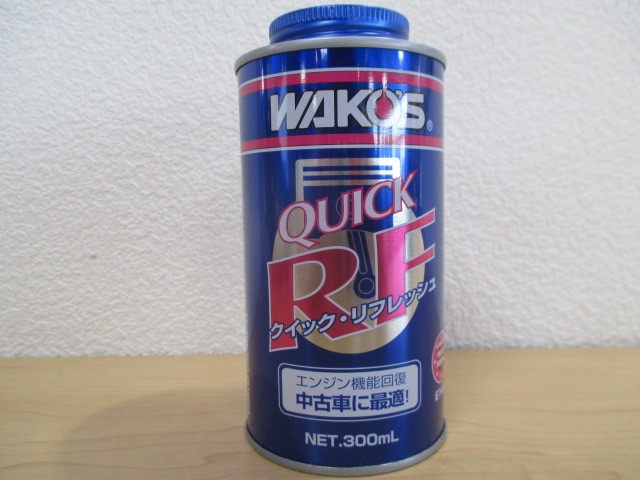 WAKO'S®
QUICK
RF
クイック・リフレッシュ
エンジン機能回復
中古車に最適!
NET.300mL